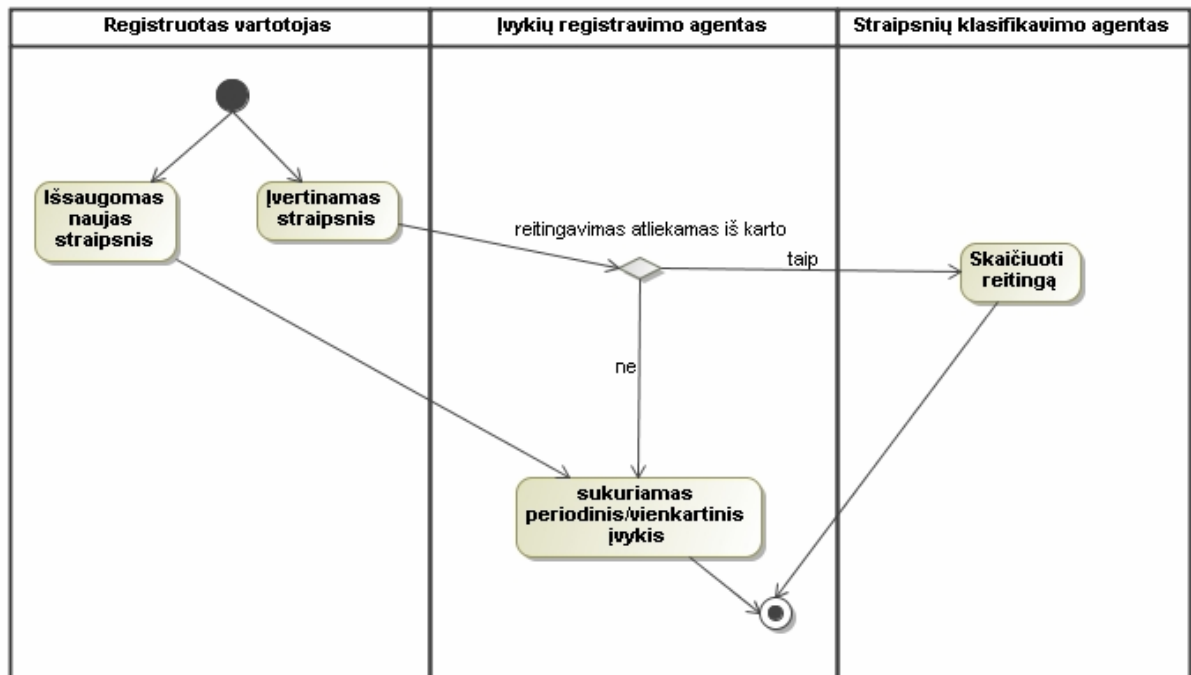 Registruotas vartotojas
Įvykių registravimo agentas
Straipsnių klasifikavimo agentas
Išsaugomas
naujas
straipsnis
Įvertinamas
straipsnis
reitingavimas atliekamas iš karto
taip
Skaičiuoti
reitingą
ne
sukuriamas
periodinis/vienkartinis
įvykis